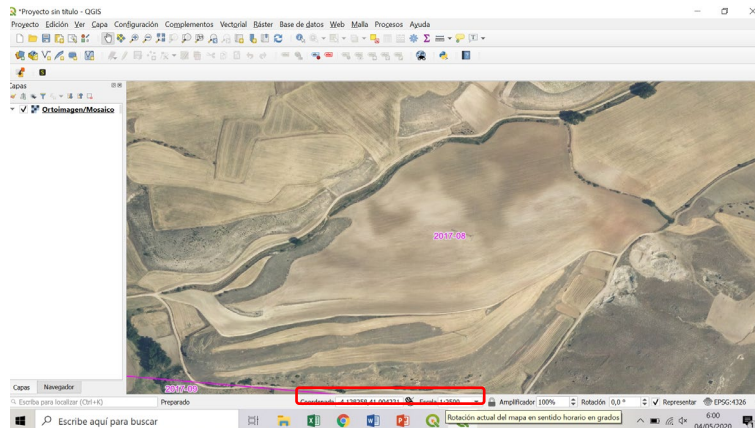 *Proyecto sin título - QGIS
Proyecto Edición Ver Capa Configuración Complementos Vectorial Ráster Base de datos Web Malla Procesos Ayuda
Capas
Ortoimagen/Mosaico
2017-08
2017-09
Capas Navegador
Escriba para localizar (Ctrl+K) Preparado Coordenada Escala 1:2500 Amplificador 100% Rotación 0,0 ° Representar EPSG:4326
Rotación actual del mapa en sentido horario en grados
Escribe aquí para buscar
6:00
04/05/2020